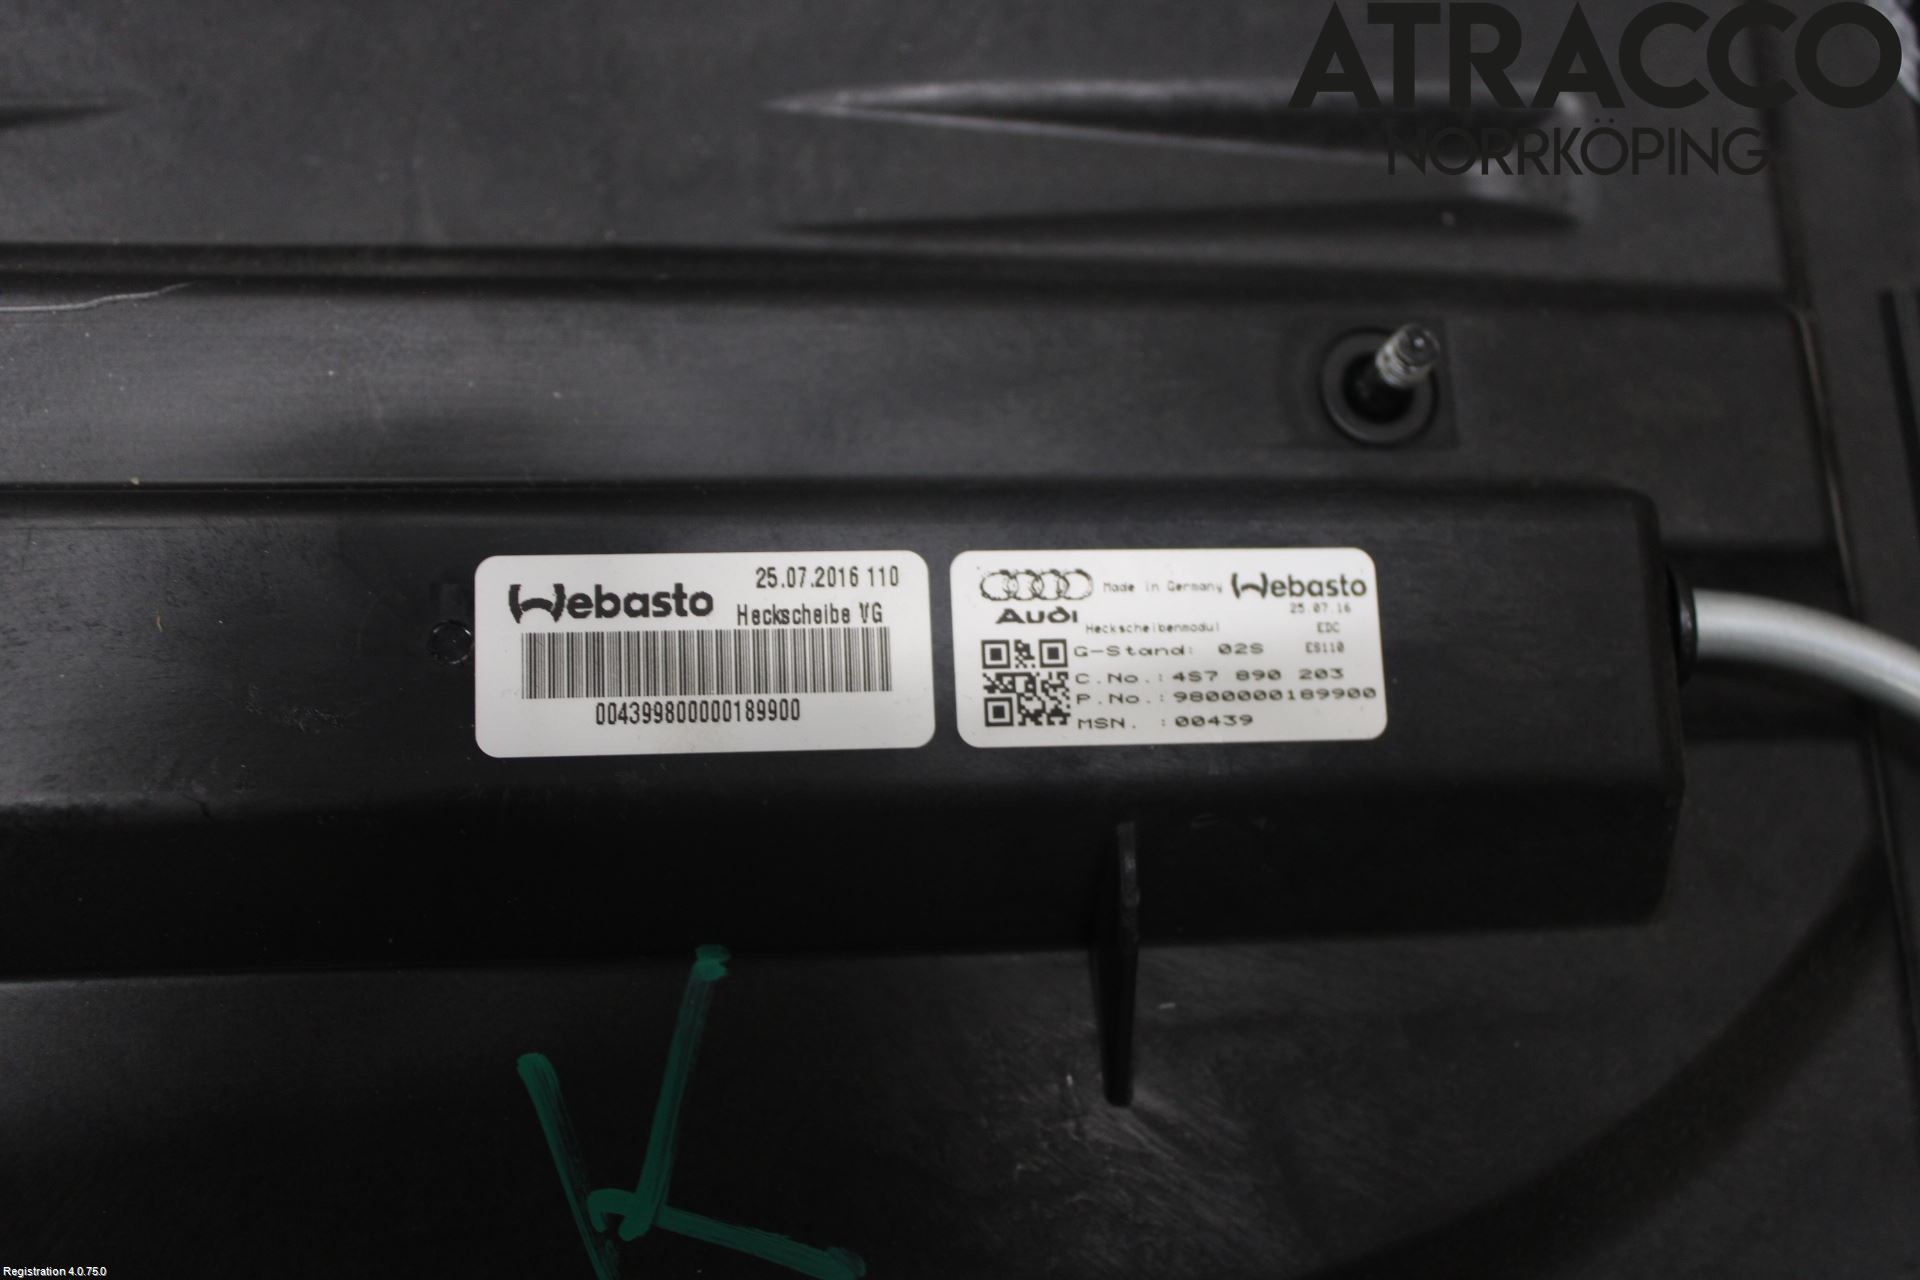 ATRACCO
NORRKÖPING
Webasto
25.07.2016 110
Heckscheibe VG
004399800000189900
Audi
Made in Germany
Webasto
25.07.16
Heckscheibenmodul
EDC
G-Stand: 02S
ES110
C.No.: 4S7 890 203
P.No.: 9800000189900
MSN. : 00439
K
Registration 4.0.75.0